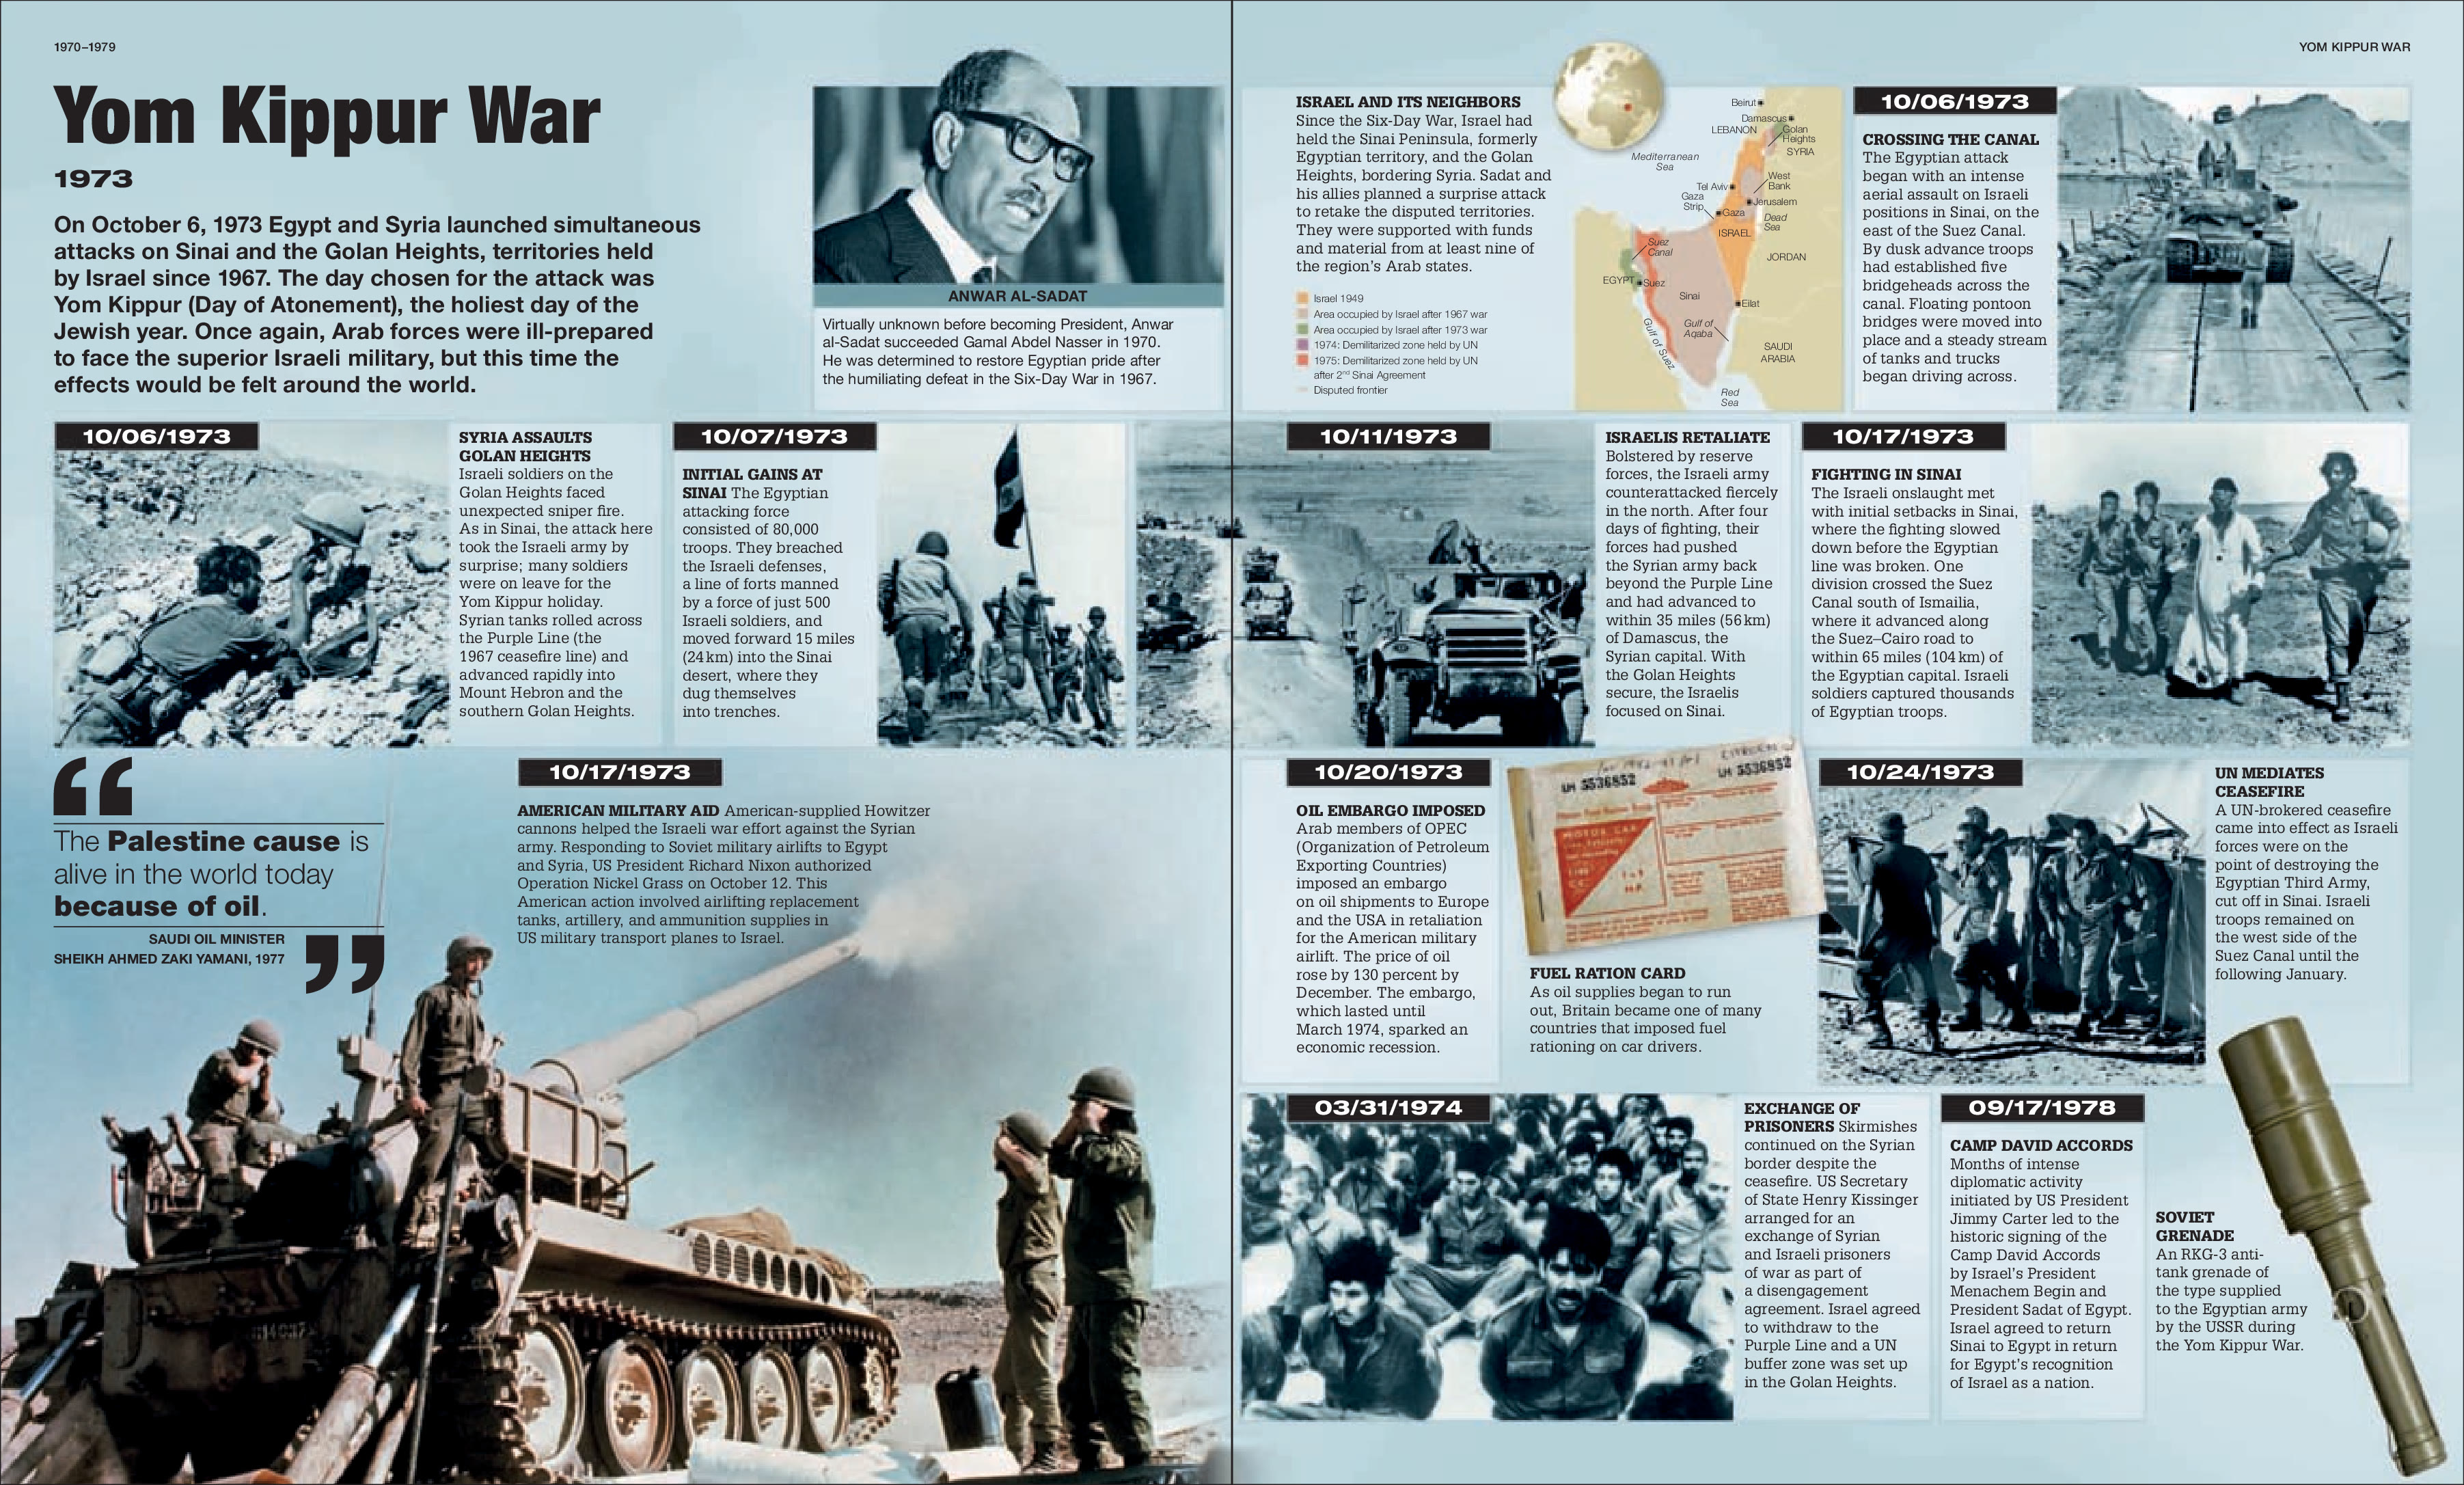 1970–1979
YOM KIPPUR WAR
Yom Kippur War
1973
On October 6, 1973 Egypt and Syria launched simultaneous
attacks on Sinai and the Golan Heights, territories held
by Israel since 1967. The day chosen for the attack was
Yom Kippur (Day of Atonement), the holiest day of the
Jewish year. Once again, Arab forces were ill-prepared
to face the superior Israeli military, but this time the
effects would be felt around the world.
ANWAR AL-SADAT
Virtually unknown before becoming President, Anwar
al-Sadat succeeded Gamal Abdel Nasser in 1970.
He was determined to restore Egyptian pride after
the humiliating defeat in the Six-Day War in 1967.
ISRAEL AND ITS NEIGHBORS
Since the Six-Day War, Israel had
held the Sinai Peninsula, formerly
Egyptian territory, and the Golan
Heights, bordering Syria. Sadat and
his allies planned a surprise attack
to retake the disputed territories.
They were supported with funds
and material from at least nine of
the region's Arab states.
Israel 1949
Area occupied by Israel after 1967 war
Area occupied by Israel after 1973 war
1974: Demilitarized zone held by UN
1975: Demilitarized zone held by UN
after 2nd Sinai Agreement
Disputed frontier
Beirut
Damascus
LEBANON
Golan
Heights
SYRIA
Mediterranean
Sea
West
Bank
Tel Aviv
Gaza
Strip
Jerusalem
Gaza
Dead
Sea
ISRAEL
Suez
Canal
JORDAN
EGYPT
Suez
Sinai
Eilat
Gulf of
Aqaba
Gulf of Suez
SAUDI
ARABIA
Red
Sea
10/06/1973
CROSSING THE CANAL
The Egyptian attack
began with an intense
aerial assault on Israeli
positions in Sinai, on the
east of the Suez Canal.
By dusk advance troops
had established five
bridgeheads across the
canal. Floating pontoon
bridges were moved into
place and a steady stream
of tanks and trucks
began driving across.
10/06/1973
SYRIA ASSAULTS
GOLAN HEIGHTS
Israeli soldiers on the
Golan Heights faced
unexpected sniper fire.
As in Sinai, the attack here
took the Israeli army by
surprise; many soldiers
were on leave for the
Yom Kippur holiday.
Syrian tanks rolled across
the Purple Line (the
1967 ceasefire line) and
advanced rapidly into
Mount Hebron and the
southern Golan Heights.
10/07/1973
INITIAL GAINS AT
SINAI The Egyptian
attacking force
consisted of 80,000
troops. They breached
the Israeli defenses,
a line of forts manned
by a force of just 500
Israeli soldiers, and
moved forward 15 miles
(24 km) into the Sinai
desert, where they
dug themselves
into trenches.
10/11/1973
ISRAELIS RETALIATE
Bolstered by reserve
forces, the Israeli army
counterattacked fiercely
in the north. After four
days of fighting, their
forces had pushed
the Syrian army back
beyond the Purple Line
and had advanced to
within 35 miles (56 km)
of Damascus, the
Syrian capital. With
the Golan Heights
secure, the Israelis
focused on Sinai.
10/17/1973
FIGHTING IN SINAI
The Israeli onslaught met
with initial setbacks in Sinai,
where the fighting slowed
down before the Egyptian
line was broken. One
division crossed the Suez
Canal south of Ismailia,
where it advanced along
the Suez–Cairo road to
within 65 miles (104 km) of
the Egyptian capital. Israeli
soldiers captured thousands
of Egyptian troops.
“
The Palestine cause is
alive in the world today
because of oil.
SAUDI OIL MINISTER
SHEIKH AHMED ZAKI YAMANI, 1977
”
10/17/1973
AMERICAN MILITARY AID American-supplied Howitzer
cannons helped the Israeli war effort against the Syrian
army. Responding to Soviet military airlifts to Egypt
and Syria, US President Richard Nixon authorized
Operation Nickel Grass on October 12. This
American action involved airlifting replacement
tanks, artillery, and ammunition supplies in
US military transport planes to Israel.
10/20/1973
OIL EMBARGO IMPOSED
Arab members of OPEC
(Organization of Petroleum
Exporting Countries)
imposed an embargo
on oil shipments to Europe
and the USA in retaliation
for the American military
airlift. The price of oil
rose by 130 percent by
December. The embargo,
which lasted until
March 1974, sparked an
economic recession.
UH 5536852
UH 5536852
MOTOR CAR
FUEL RATION CARD
As oil supplies began to run
out, Britain became one of many
countries that imposed fuel
rationing on car drivers.
10/24/1973
UN MEDIATES
CEASEFIRE
A UN-brokered ceasefire
came into effect as Israeli
forces were on the
point of destroying the
Egyptian Third Army,
cut off in Sinai. Israeli
troops remained on
the west side of the
Suez Canal until the
following January.
03/31/1974
EXCHANGE OF
PRISONERS Skirmishes
continued on the Syrian
border despite the
ceasefire. US Secretary
of State Henry Kissinger
arranged for an
exchange of Syrian
and Israeli prisoners
of war as part of
a disengagement
agreement. Israel agreed
to withdraw to the
Purple Line and a UN
buffer zone was set up
in the Golan Heights.
09/17/1978
CAMP DAVID ACCORDS
Months of intense
diplomatic activity
initiated by US President
Jimmy Carter led to the
historic signing of the
Camp David Accords
by Israel's President
Menachem Begin and
President Sadat of Egypt.
Israel agreed to return
Sinai to Egypt in return
for Egypt's recognition
of Israel as a nation.
SOVIET
GRENADE
An RKG-3 anti-
tank grenade of
the type supplied
to the Egyptian army
by the USSR during
the Yom Kippur War.